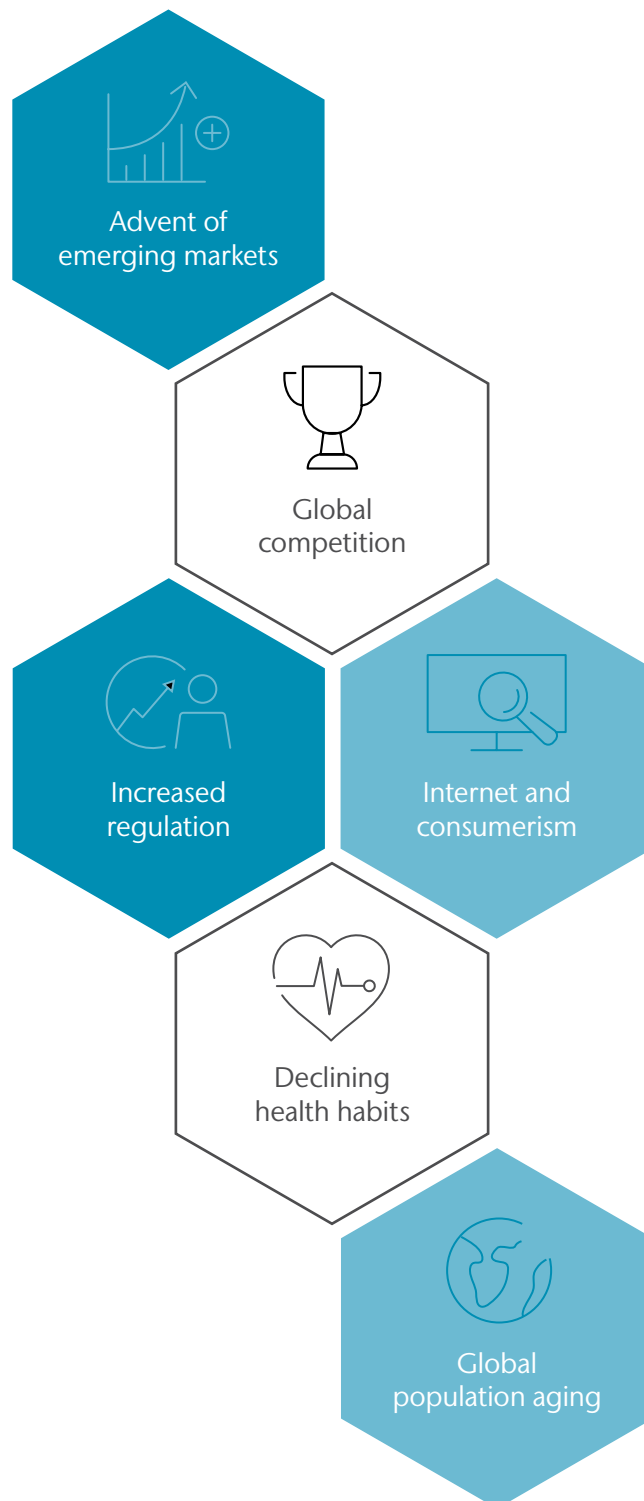 Advent of
emerging markets
Global
competition
Increased
regulation
Internet and
consumerism
Declining
health habits
Global
population aging